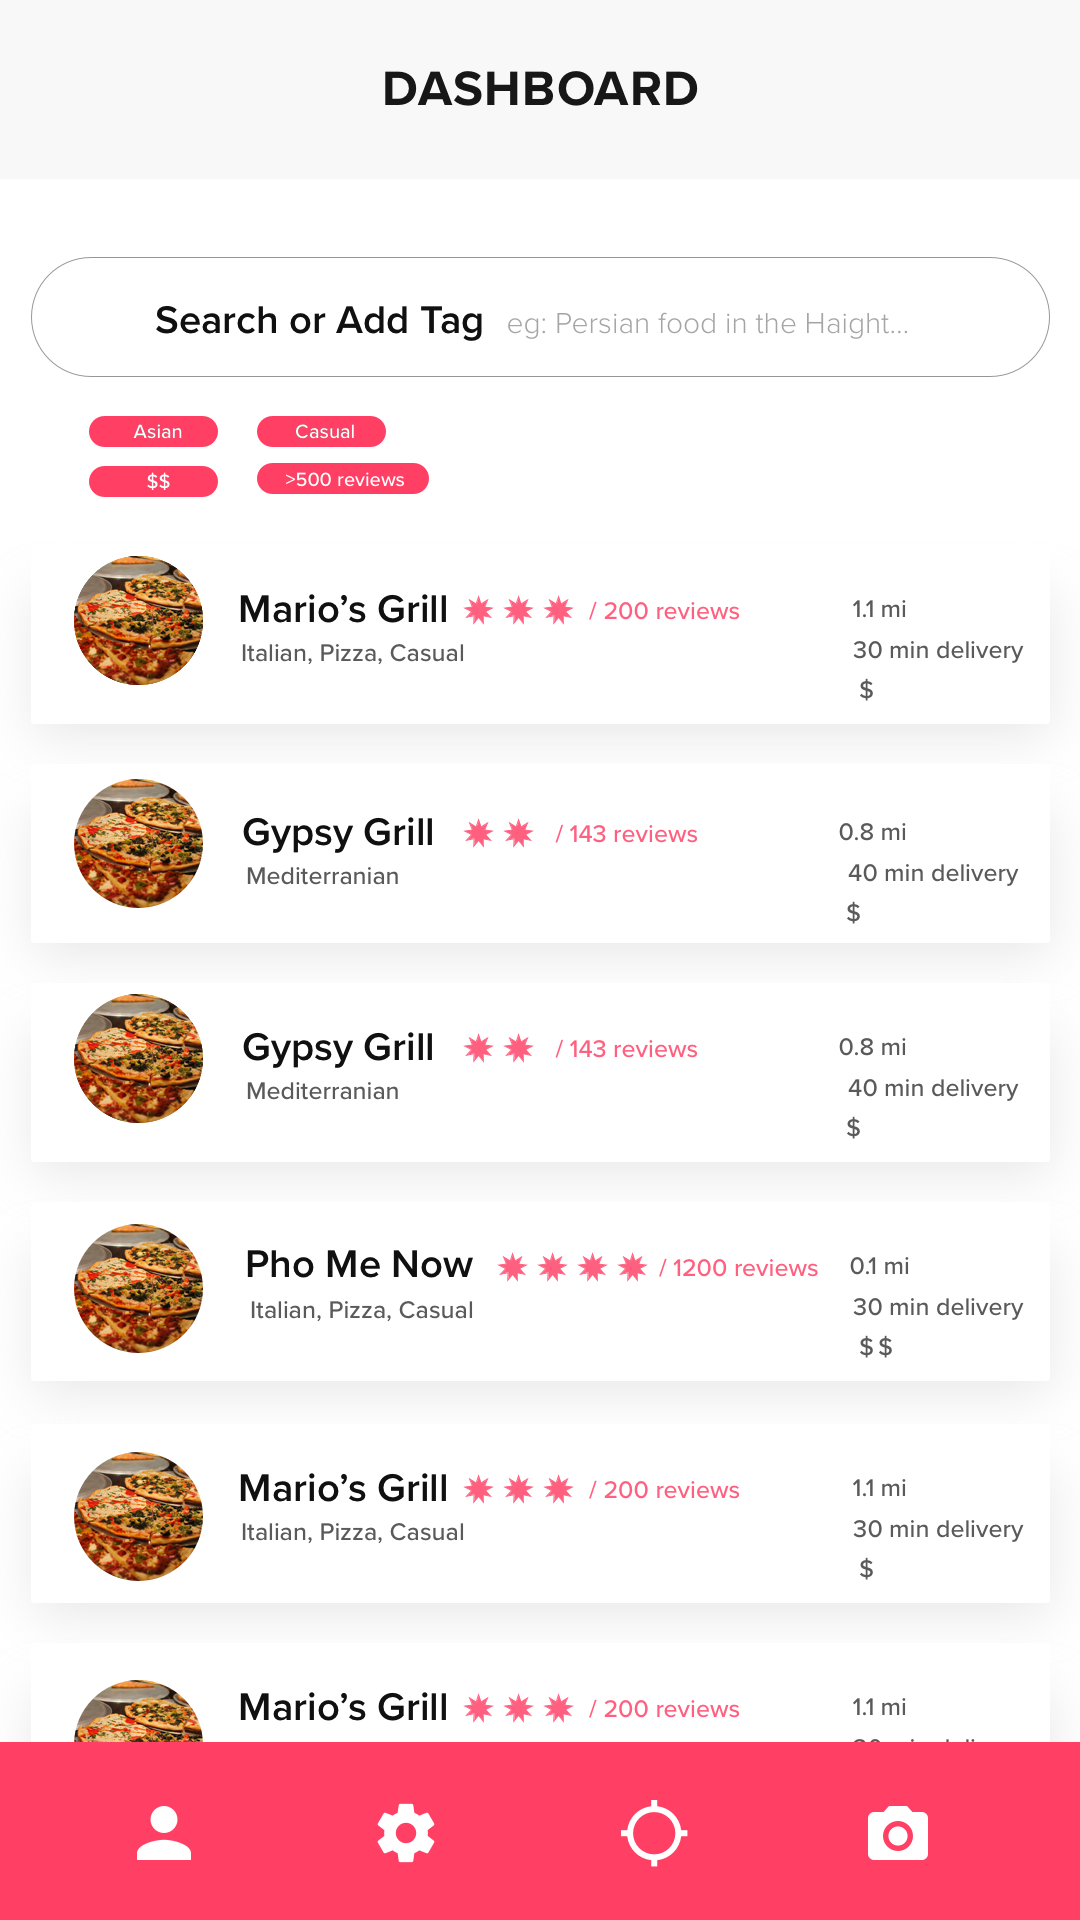 DASHBOARD
Search or Add Tag eg: Persian food in the Haight...
Asian Casual
$$ >500 reviews
Mario’s Grill / 200 reviews 1.1 mi
Italian, Pizza, Casual 30 min delivery
$
Gypsy Grill / 143 reviews 0.8 mi
Mediterranian 40 min delivery
$
Gypsy Grill / 143 reviews 0.8 mi
Mediterranian 40 min delivery
$
Pho Me Now / 1200 reviews 0.1 mi
Italian, Pizza, Casual 30 min delivery
$ $
Mario’s Grill / 200 reviews 1.1 mi
Italian, Pizza, Casual 30 min delivery
$
Mario’s Grill / 200 reviews 1.1 mi